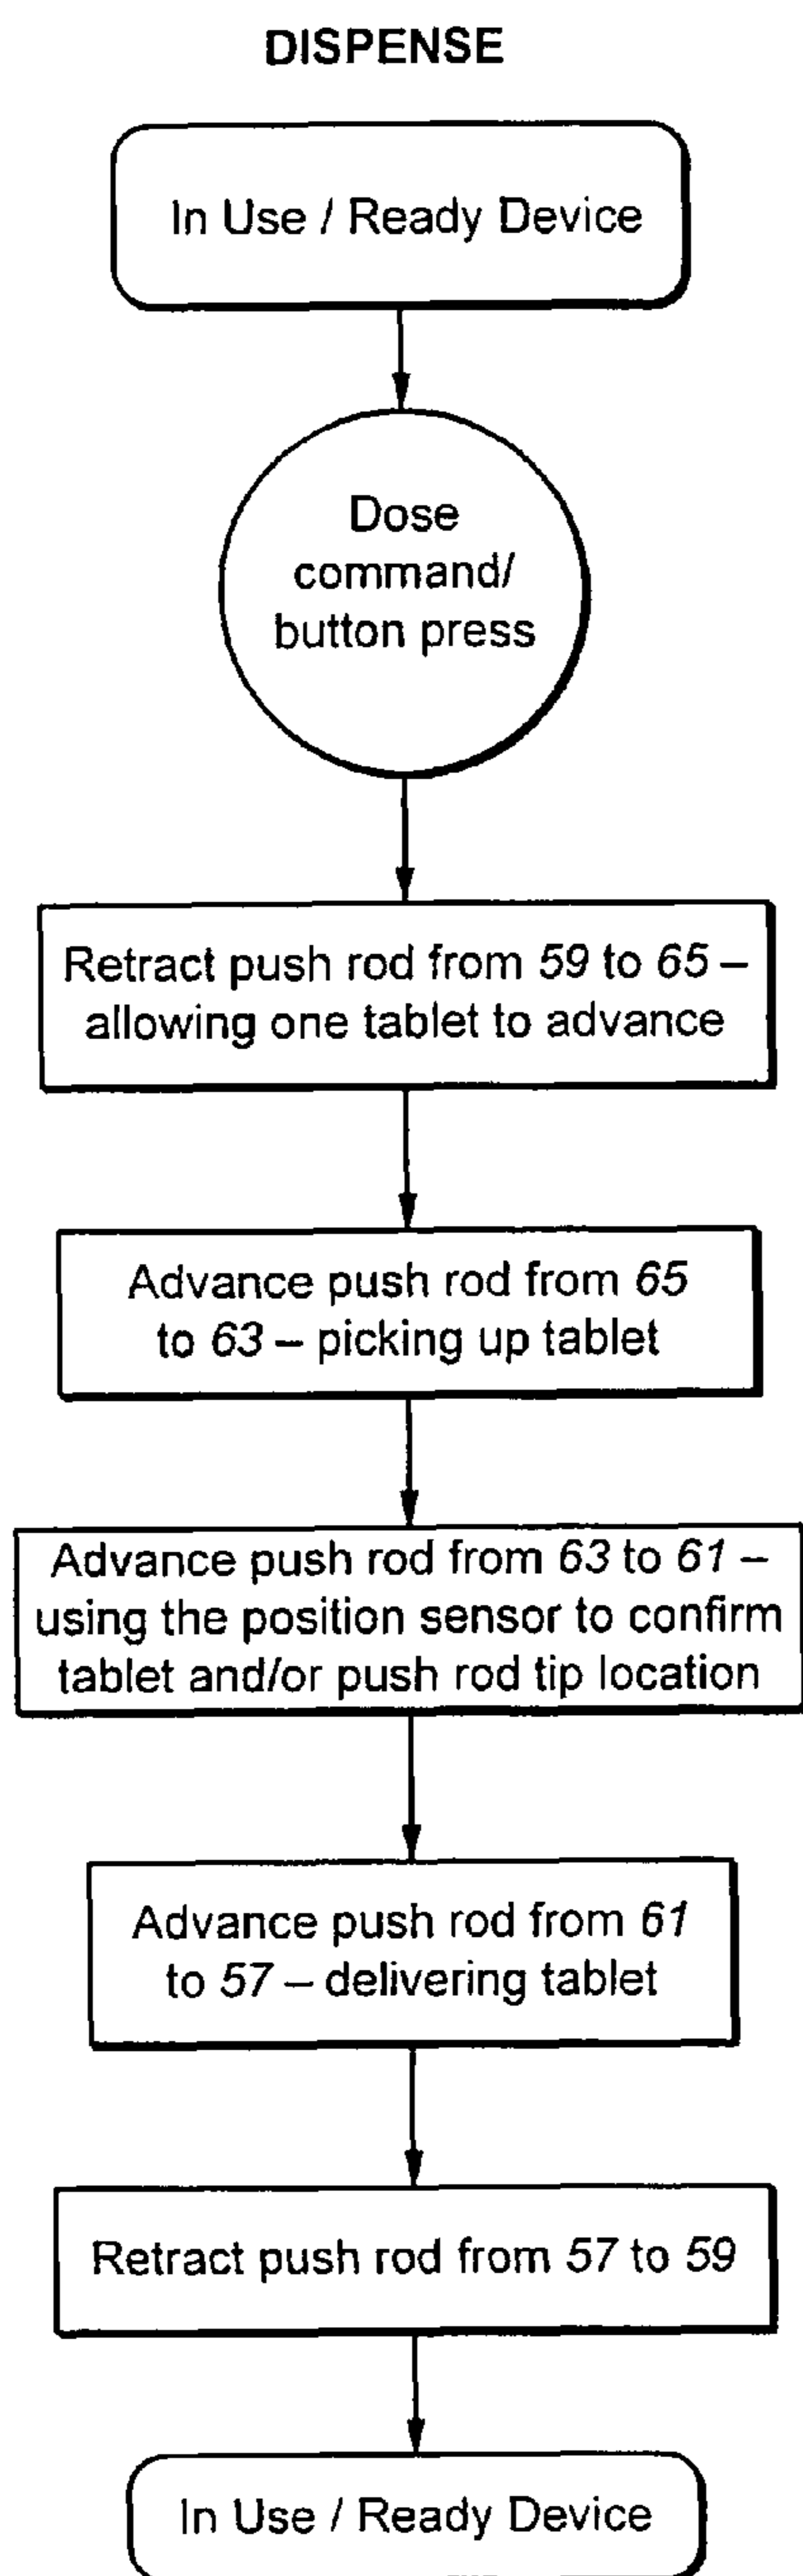 DISPENSE
In Use / Ready Device
Dose
command/
button press
Retract push rod from 59 to 65 –
allowing one tablet to advance
Advance push rod from 65
to 63 – picking up tablet
Advance push rod from 63 to 61 –
using the position sensor to confirm
tablet and/or push rod tip location
Advance push rod from 61
to 57 – delivering tablet
Retract push rod from 57 to 59
In Use / Ready Device